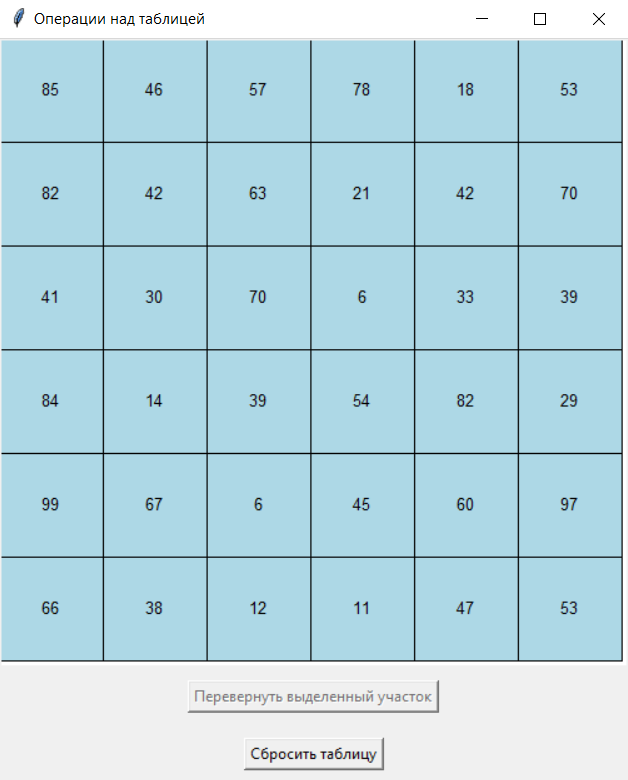 Операции над таблицей
85 46 57 78 18 53
82 42 63 21 42 70
41 30 70 6 33 39
84 14 39 54 82 29
99 67 6 45 60 97
66 38 12 11 47 53
Перевернуть выделенный участок
Сбросить таблицу